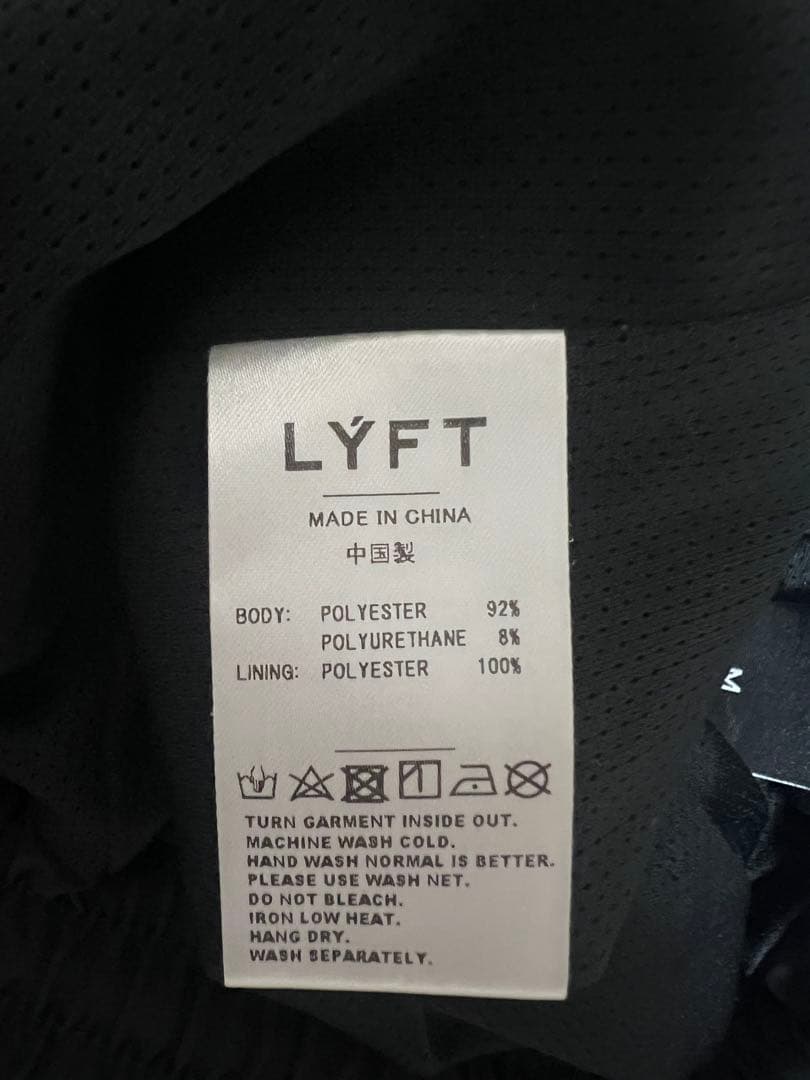 LÝFT
MADE IN CHINA
中国製
BODY: POLYESTER 92%
POLYURETHANE 8%
LINING: POLYESTER 100%
TURN GARMENT INSIDE OUT.
MACHINE WASH COLD.
HAND WASH NORMAL IS BETTER.
PLEASE USE WASH NET.
DO NOT BLEACH.
IRON LOW HEAT.
HANG DRY.
WASH SEPARATELY.
M